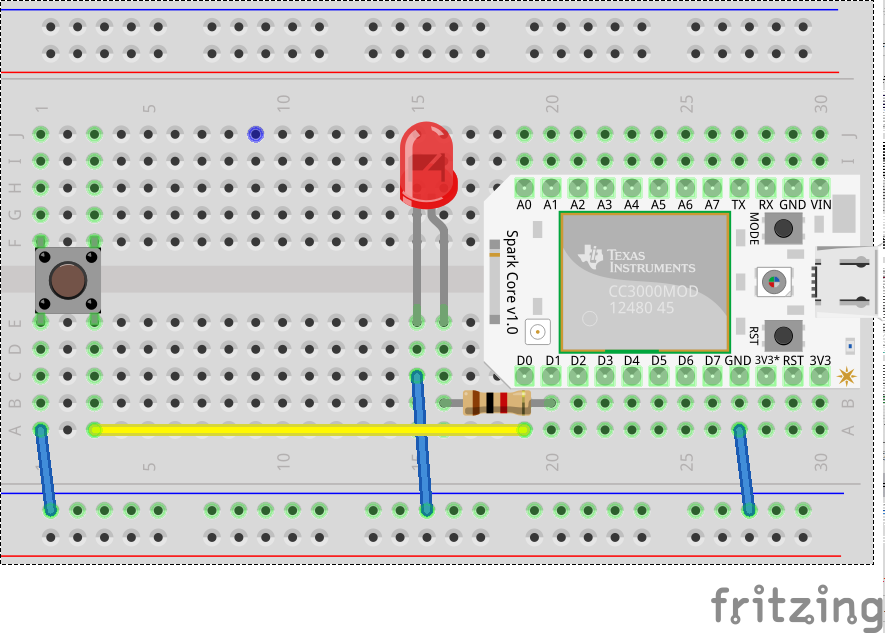 1 5 10 15 20 25 30
J J
I I
H
G
F
A0 A1 A2 A3 A4 A5 A6 A7 TX RX GND VIN
MODE
Spark Core v1.0
TEXAS
INSTRUMENTS
CC3000MOD
12480 45
RST
E
D0 D1 D2 D3 D4 D5 D6 D7 GND 3V3* RST 3V3
D
C
B B
A A
1 5 10 15 20 25 30
fritzing